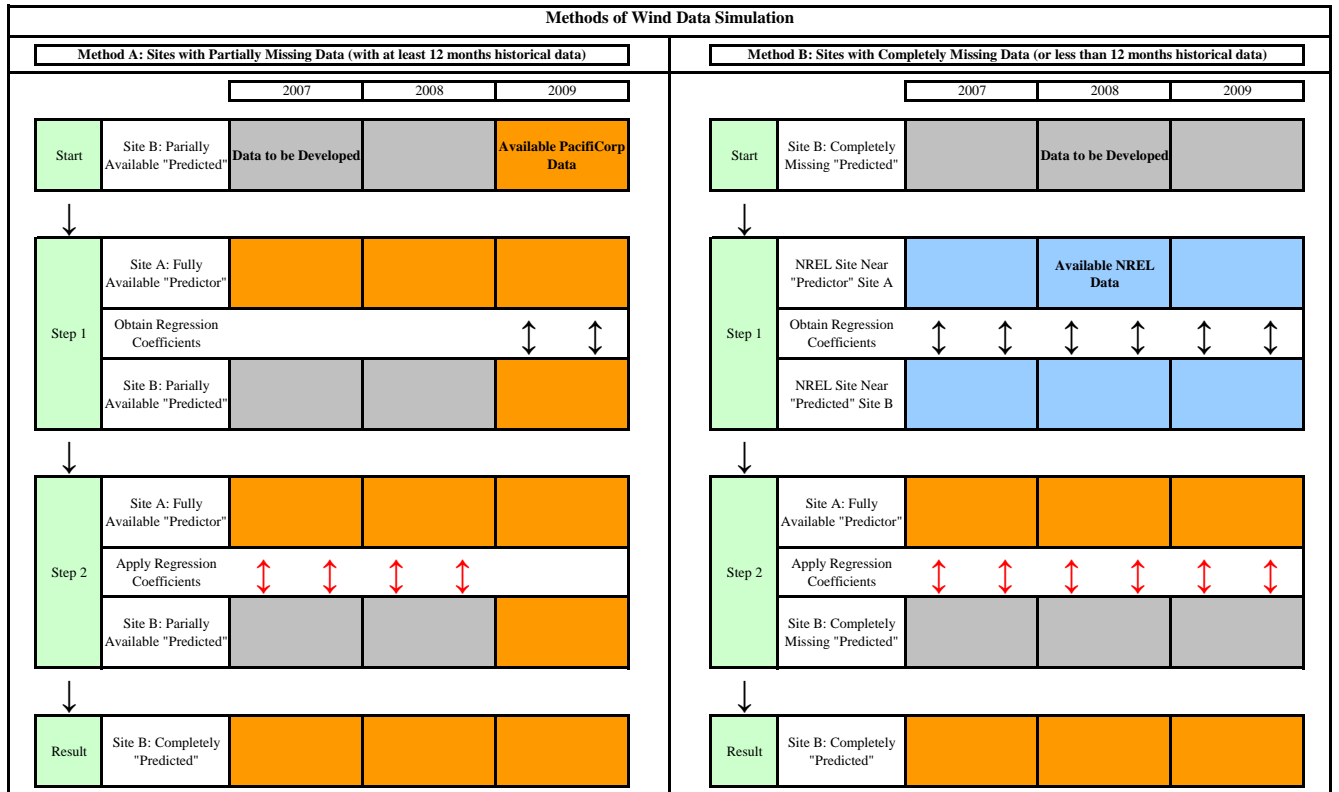 Methods of Wind Data Simulation
Method A: Sites with Partially Missing Data (with at least 12 months historical data)
2007 2008 2009
Start
Site B: Parially
Available "Predicted"
Data to be Developed
Available PacifiCorp
Data
Step 1
Site A: Fully
Available "Predictor"
Obtain Regression
Coefficients
Site B: Parially
Available "Predicted"
Step 2
Site A: Fully
Available "Predictor"
Apply Regression
Coefficients
Site B: Parially
Available "Predicted"
Result
Site B: Completely
"Predicted"
Method B: Sites with Completely Missing Data (or less than 12 months historical data)
2007 2008 2009
Start
Site B: Completely
Missing "Predicted"
Data to be Developed
Step 1
NREL Site Near
"Predictor" Site A
Available NREL
Data
Obtain Regression
Coefficients
NREL Site Near
"Predicted" Site B
Step 2
Site A: Fully
Available "Predictor"
Apply Regression
Coefficients
Site B: Completely
Missing "Predicted"
Result
Site B: Completely
"Predicted"